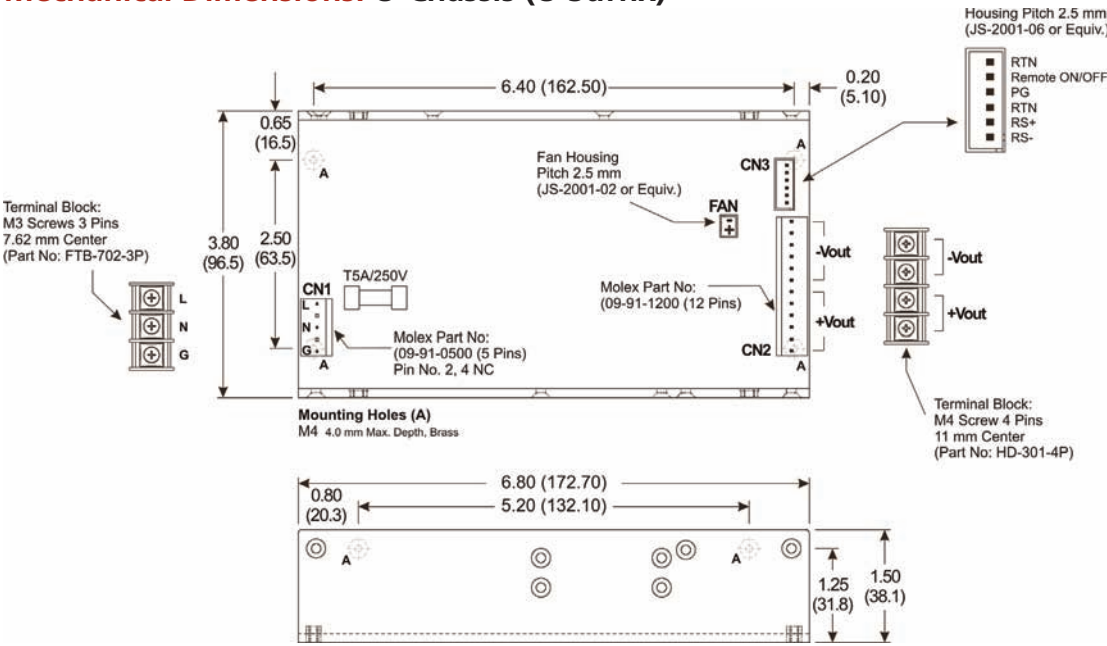 Mechanical Dimensions: U Chassis (U Suffix)
Housing Pitch 2.5 mm
(JS-2001-06 or Equiv.)
RTN
Remote ON/OFF
PG
RTN
RS+
RS-
6.40 (162.50)
0.20
(5.10)
0.65
(16.5)
A
A
CN3
Fan Housing
Pitch 2.5 mm
(JS-2001-02 or Equiv.)
FAN
-
+
Terminal Block:
M3 Screws 3 Pins
7.62 mm Center
(Part No: FTB-702-3P)
3.80
(96.5)
2.50
(63.5)
-Vout
-Vout
T5A/250V
CN1
L
N
G
L
N
G
Molex Part No:
(09-91-1200 (12 Pins)
+Vout
+Vout
Molex Part No:
(09-91-0500 (5 Pins)
Pin No. 2, 4 NC
CN2
A
A
Mounting Holes (A)
M4 4.0 mm Max. Depth, Brass
Terminal Block:
M4 Screw 4 Pins
11 mm Center
(Part No: HD-301-4P)
6.80 (172.70)
0.80
(20.3)
5.20 (132.10)
A
A
1.25
(31.8)
1.50
(38.1)